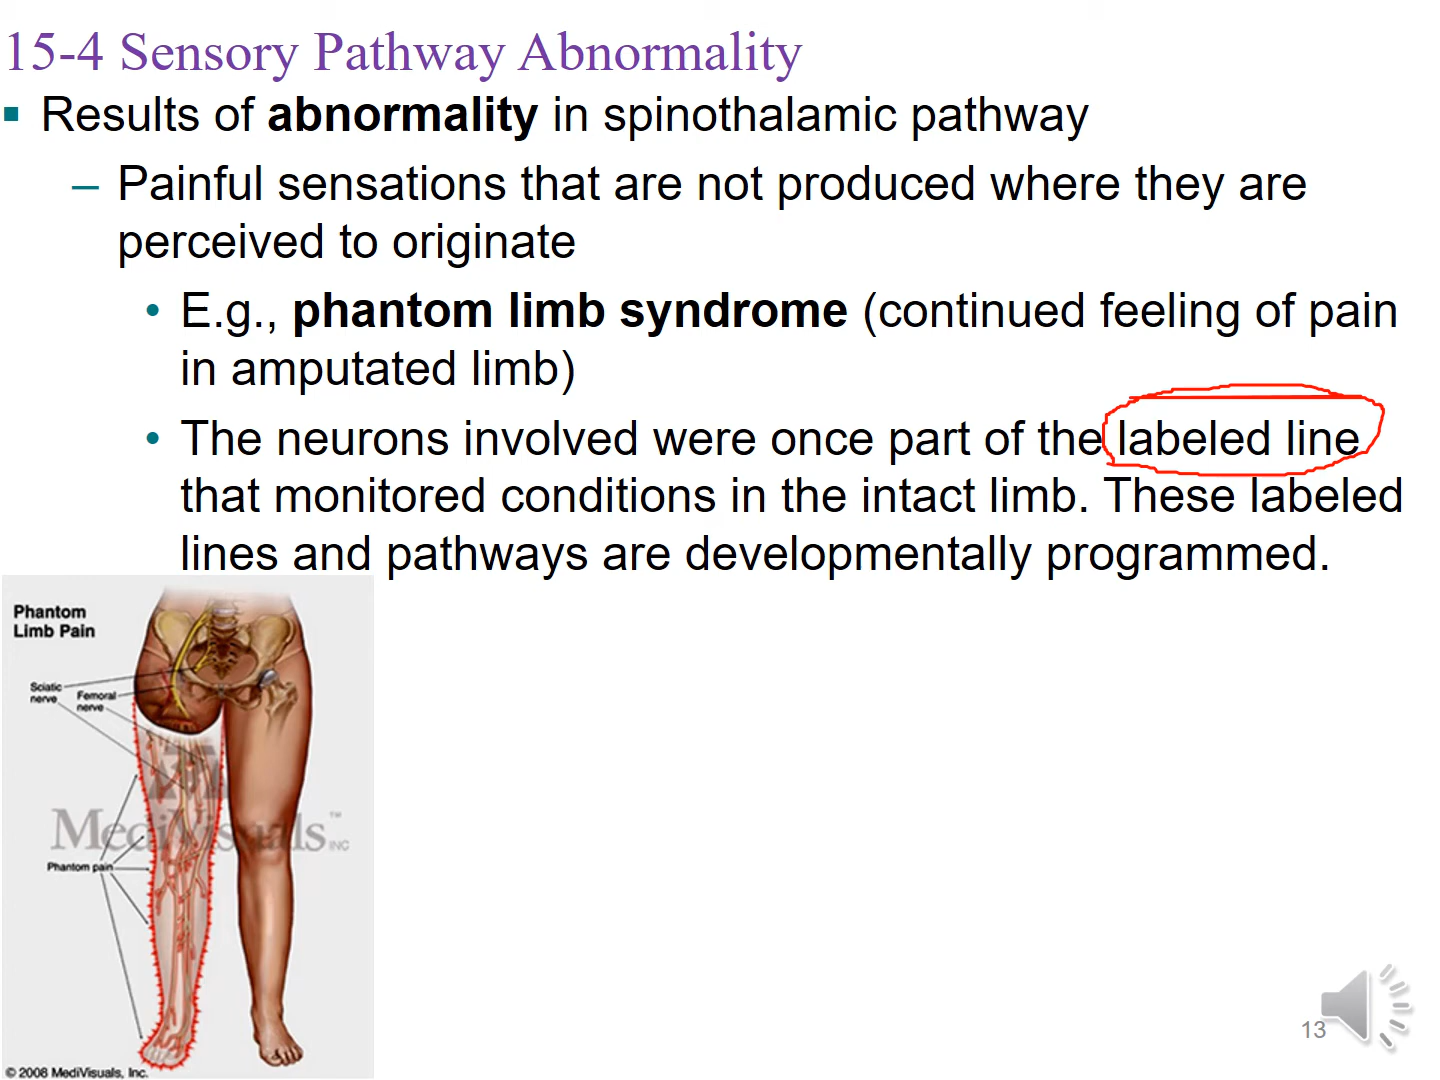 15-4 Sensory Pathway Abnormality
▪ Results of abnormality in spinothalamic pathway
– Painful sensations that are not produced where they are
perceived to originate
• E.g., phantom limb syndrome (continued feeling of pain
in amputated limb)
• The neurons involved were once part of the labeled line
that monitored conditions in the intact limb. These labeled
lines and pathways are developmentally programmed.
Phantom
Limb Pain
Sciatic
nerve
Femoral
nerve
MediVisuals™
INC
Phantom pain
13
© 2008 MediVisuals, Inc.